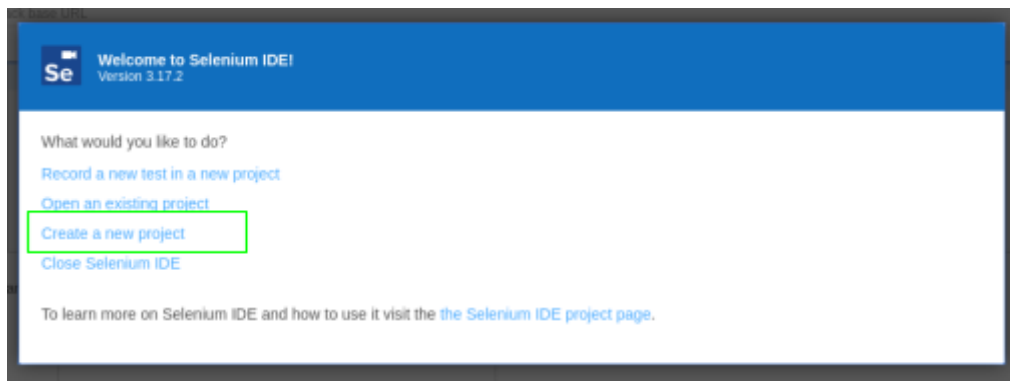 base URL
Se
Welcome to Selenium IDE!
Version 3.17.2
What would you like to do?
Record a new test in a new project
Open an existing project
Create a new project
Close Selenium IDE
To learn more on Selenium IDE and how to use it visit the the Selenium IDE project page.